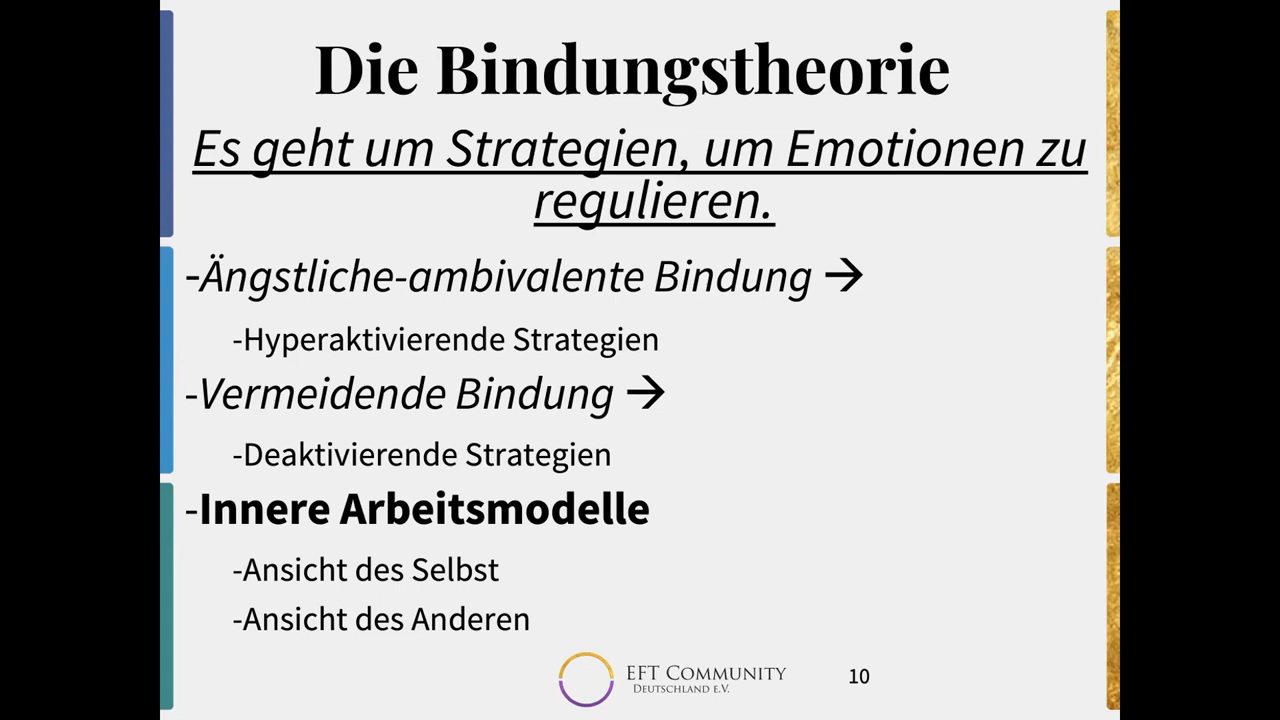 Die Bindungstheorie
Es geht um Strategien, um Emotionen zu
regulieren.
-Ängstliche-ambivalente Bindung →
-Hyperaktivierende Strategien
-Vermeidende Bindung →
-Deaktivierende Strategien
-Innere Arbeitsmodelle
-Ansicht des Selbst
-Ansicht des Anderen
EFT Community
Deutschland e.V.
10